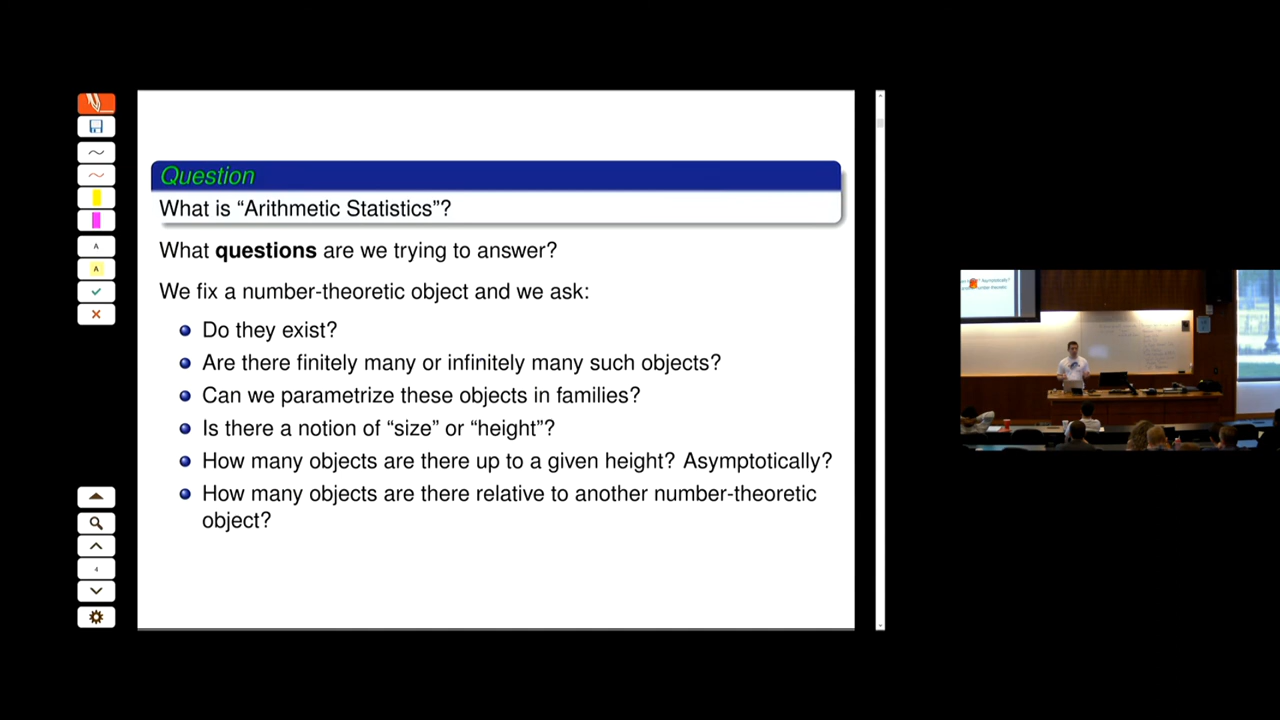 Question
What is “Arithmetic Statistics”?
What questions are we trying to answer?
We fix a number-theoretic object and we ask:
Do they exist?
Are there finitely many or infinitely many such objects?
Can we parametrize these objects in families?
Is there a notion of “size” or “height”?
How many objects are there up to a given height? Asymptotically?
How many objects are there relative to another number-theoretic
object?
A
A
4